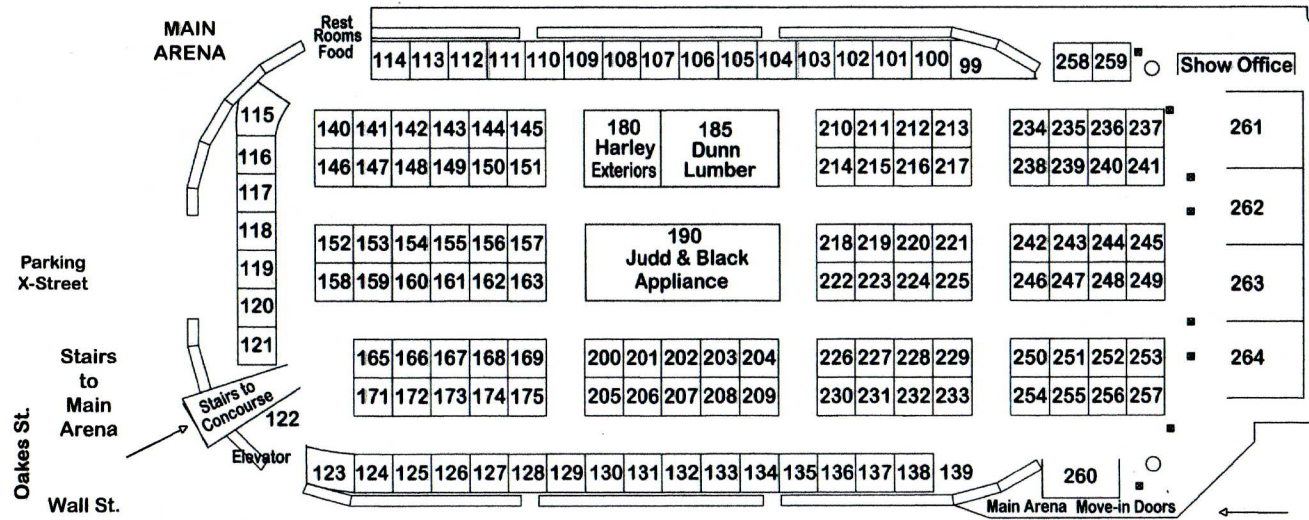 MAIN
ARENA
Rest
Rooms
Food
114 113 112 111 110 109 108 107 106 105 104 103 102 101 100 99
258 259
Show Office
115
116
117
118
119
120
121
140 141 142 143 144 145
146 147 148 149 150 151
180
Harley
Exteriors
185
Dunn
Lumber
210 211 212 213
214 215 216 217
234 235 236 237
238 239 240 241
261
262
263
264
152 153 154 155 156 157
158 159 160 161 162 163
190
Judd & Black
Appliance
218 219 220 221
222 223 224 225
242 243 244 245
246 247 248 249
Parking
X-Street
165 166 167 168 169
171 172 173 174 175
200 201 202 203 204
205 206 207 208 209
226 227 228 229
230 231 232 233
250 251 252 253
254 255 256 257
Stairs
to
Main
Arena
Stairs to
Concourse
122
Elevator
Oakes St.
Wall St.
123 124 125 126 127 128 129 130 131 132 133 134 135 136 137 138 139
260
Main Arena Move-in Doors